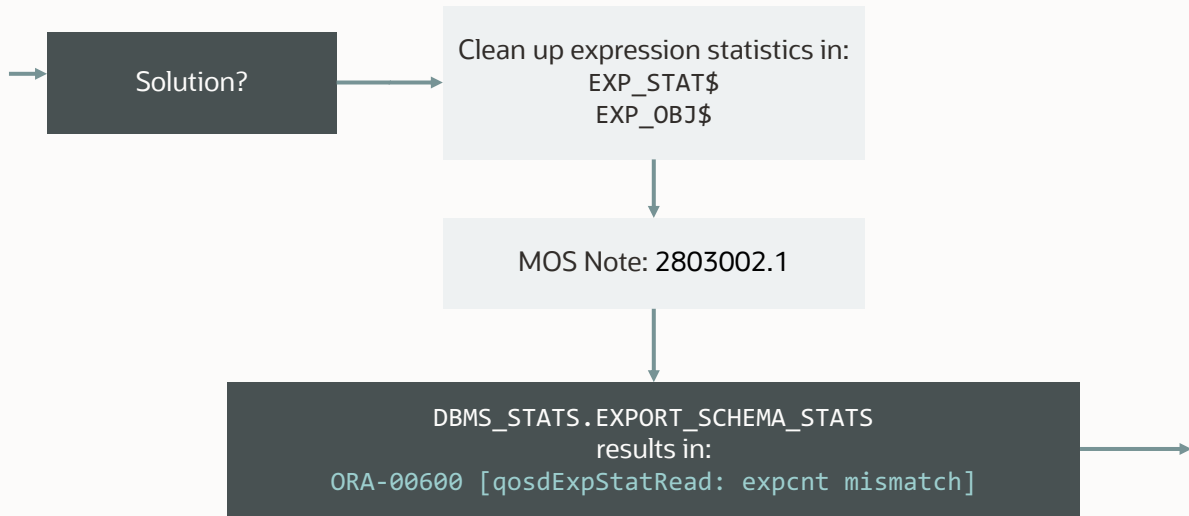 Solution?
Clean up expression statistics in:
EXP_STAT$
EXP_OBJ$
MOS Note: 2803002.1
DBMS_STATS.EXPORT_SCHEMA_STATS
results in:
ORA-00600 [qosdExpStatRead: expcnt mismatch]